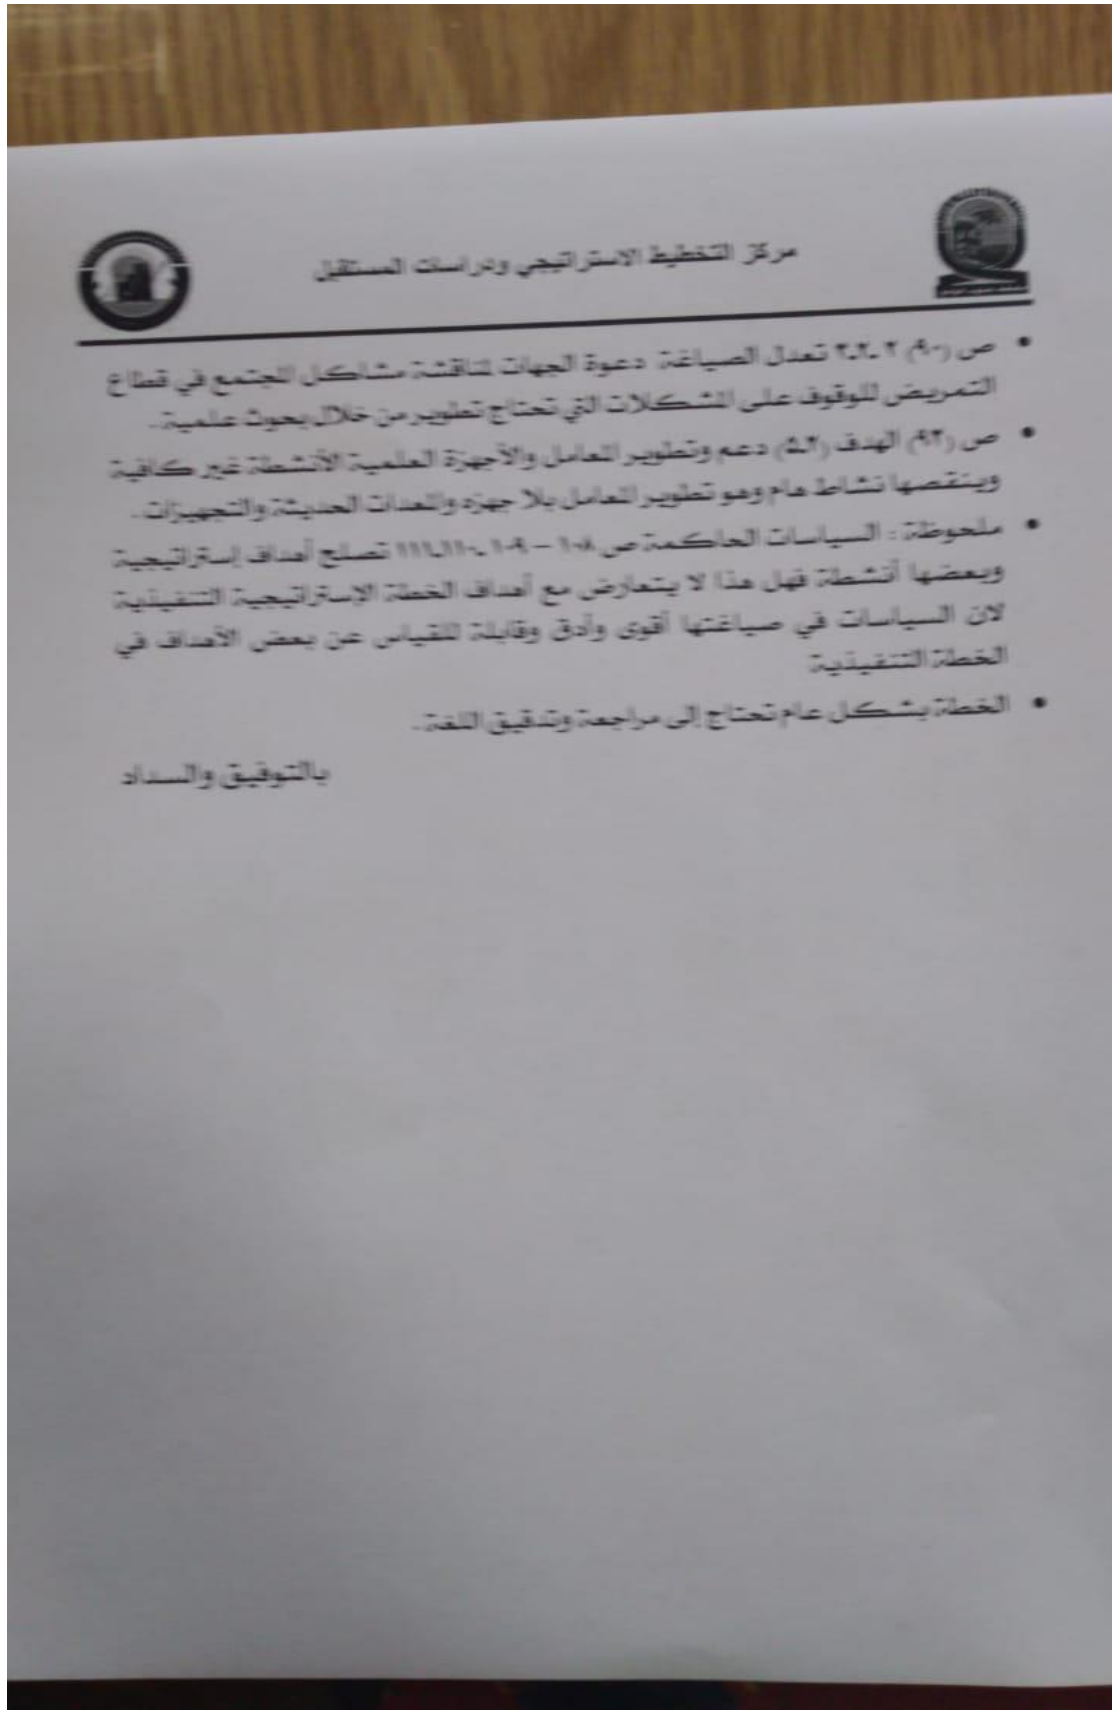 مركز التخطيط الاستراتيجي ودراسات المستقبل
• ص (٩٠) ٢.٢.٣ تعدل الصياغة دعوة الجهات لمناقشة مشاكل المجتمع في قطاع
التمريض للوقوف على المشكلات التي تحتاج تطوير من خلال بحوث علمية.
• ص (٩٢) الهدف (٥.٢) دعم وتطوير المعامل والأجهزة العلمية الأنشطة غير كافية
وينقصها نشاط هام وهو تطوير المعامل بلا جهزه والمعدات الحديثة والتجهيزات.
• ملحوظة : السياسات الحاكمة ص ١٠٨ – ١٠٩ .١١٠.١١١ تصلح أهداف إستراتيجية
وبعضها أنشطة فهل هذا لا يتعارض مع أهداف الخطة الإستراتيجية التنفيذية
لان السياسات في صياغتها أقوى وأدق وقابلة للقياس عن بعض الأهداف في
الخطة التنفيذية
• الخطة بشكل عام تحتاج إلى مراجعة وتدقيق اللغة.
بالتوفيق والسداد